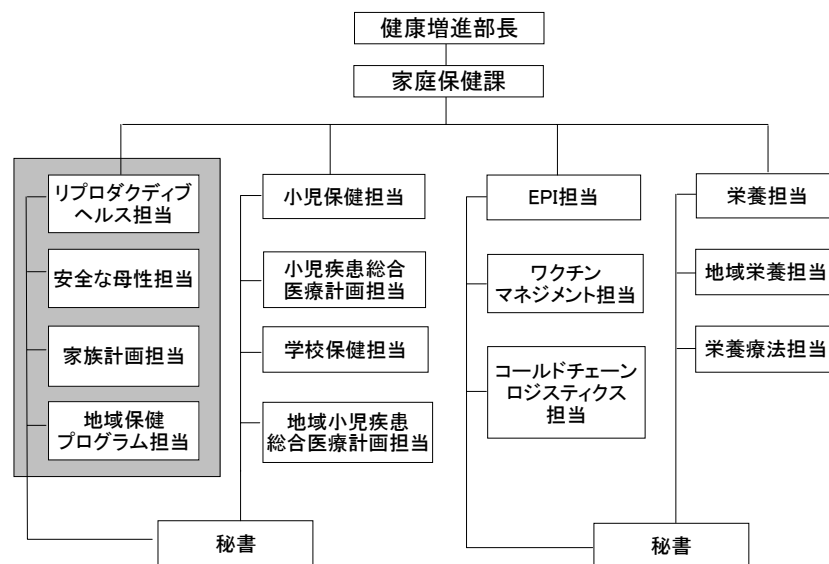 健康増進部長
家庭保健課
リプロダクディブ
ヘルス担当
安全な母性担当
家族計画担当
地域保健
プログラム担当
小児保健担当
小児疾患総合
医療計画担当
学校保健担当
地域小児疾患
総合医療計画担当
秘書
EPI担当
ワクチン
マネジメント担当
コールドチェーン
ロジスティクス
担当
栄養担当
地域栄養担当
栄養療法担当
秘書